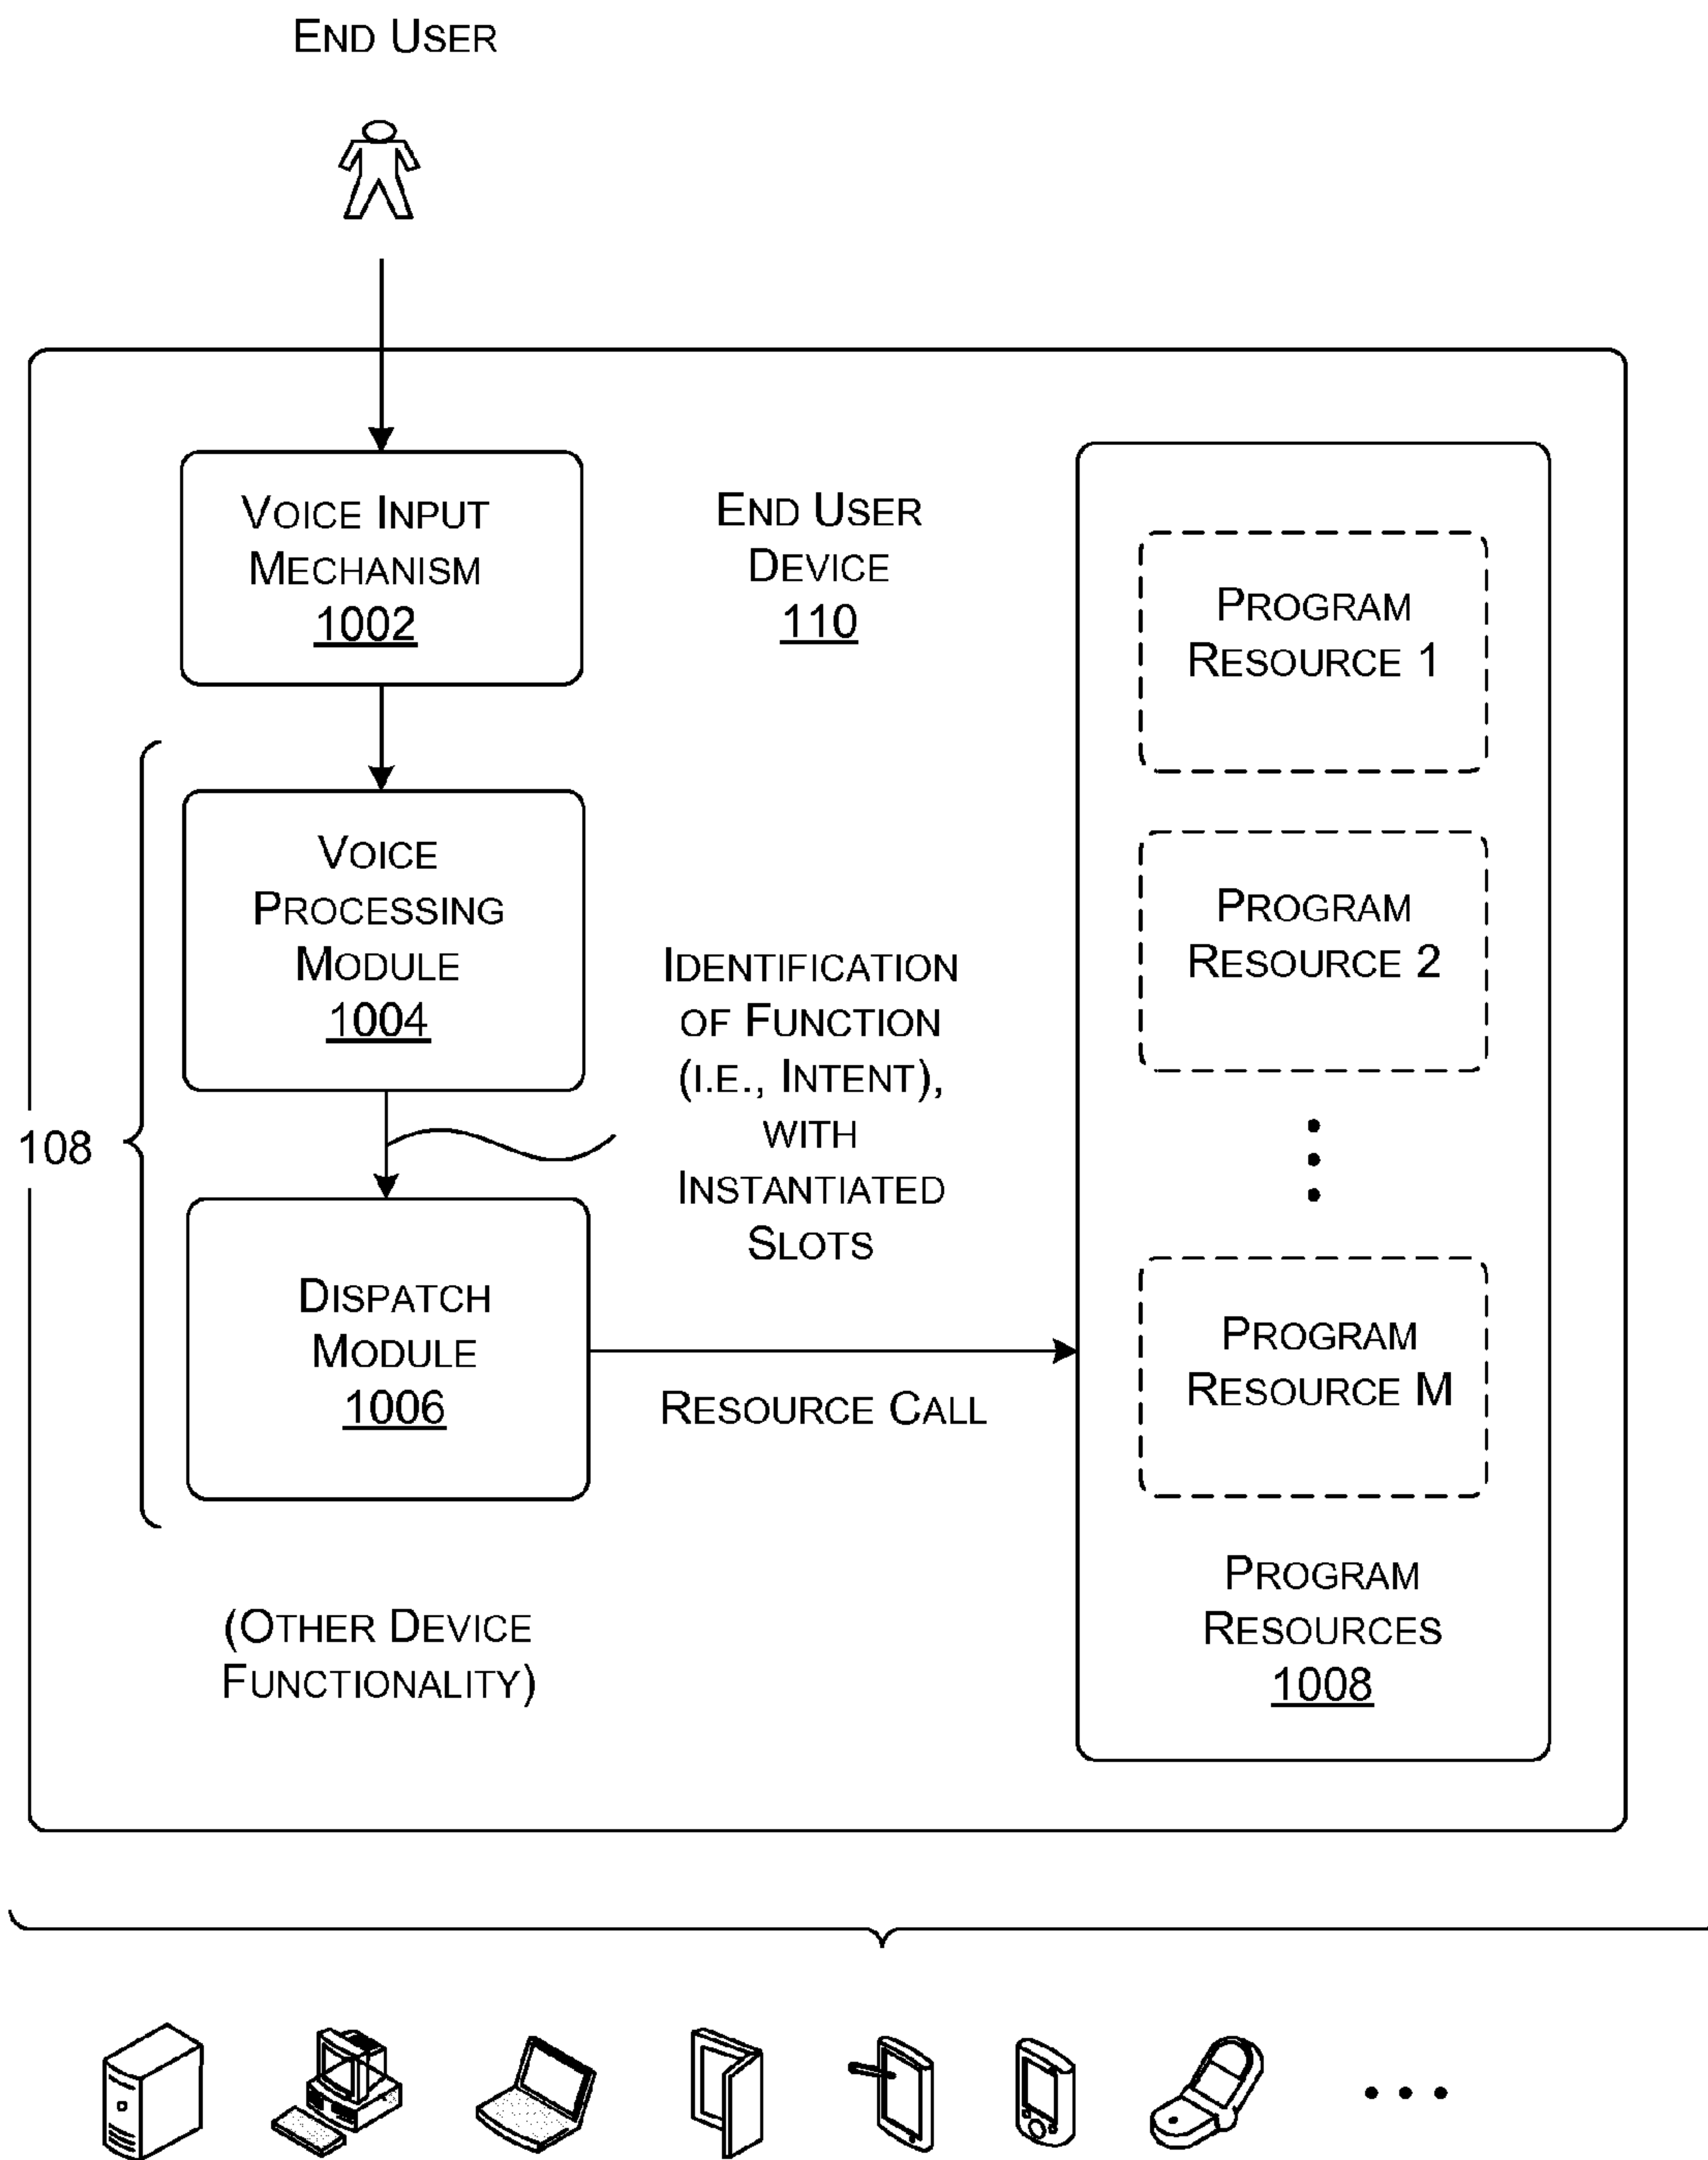 END USER
VOICE INPUT
MECHANISM
1002
END USER
DEVICE
110
PROGRAM
RESOURCE 1
VOICE
PROCESSING
MODULE
1004
PROGRAM
RESOURCE 2
IDENTIFICATION
OF FUNCTION
(I.E., INTENT),
WITH
INSTANTIATED
SLOTS
108
DISPATCH
MODULE
1006
RESOURCE CALL
PROGRAM
RESOURCE M
PROGRAM
RESOURCES
1008
(OTHER DEVICE
FUNCTIONALITY)